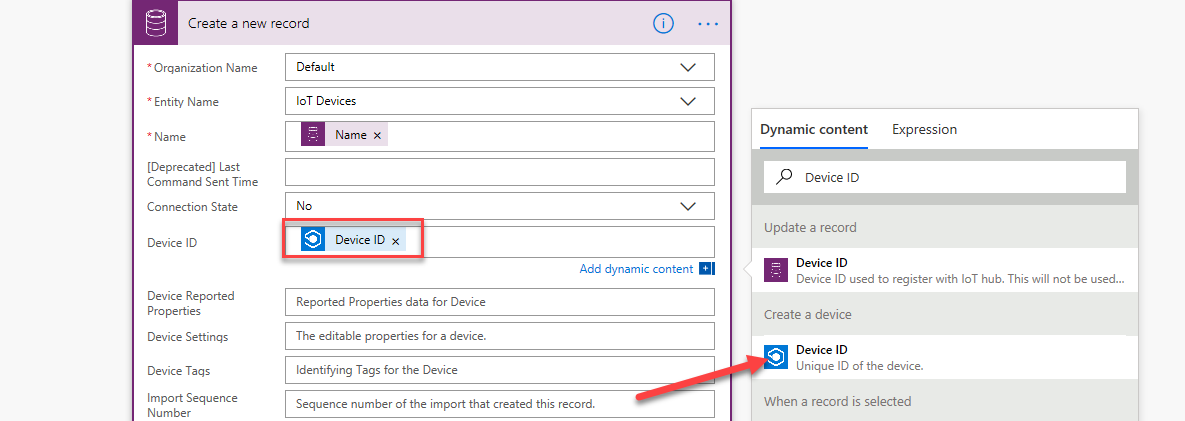 Create a new record
* Organization Name
Default
* Entity Name
IoT Devices
* Name
Name ×
[Deprecated] Last
Command Sent Time
Connection State
No
Device ID
Device ID ×
Add dynamic content
Device Reported
Properties
Reported Properties data for Device
Device Settings
The editable properties for a device.
Device Tags
Identifying Tags for the Device
Import Sequence
Number
Sequence number of the import that created this record.
Dynamic content
Expression
Device ID
Update a record
Device ID
Device ID used to register with IoT hub. This will not be used...
Create a device
Device ID
Unique ID of the device.
When a record is selected